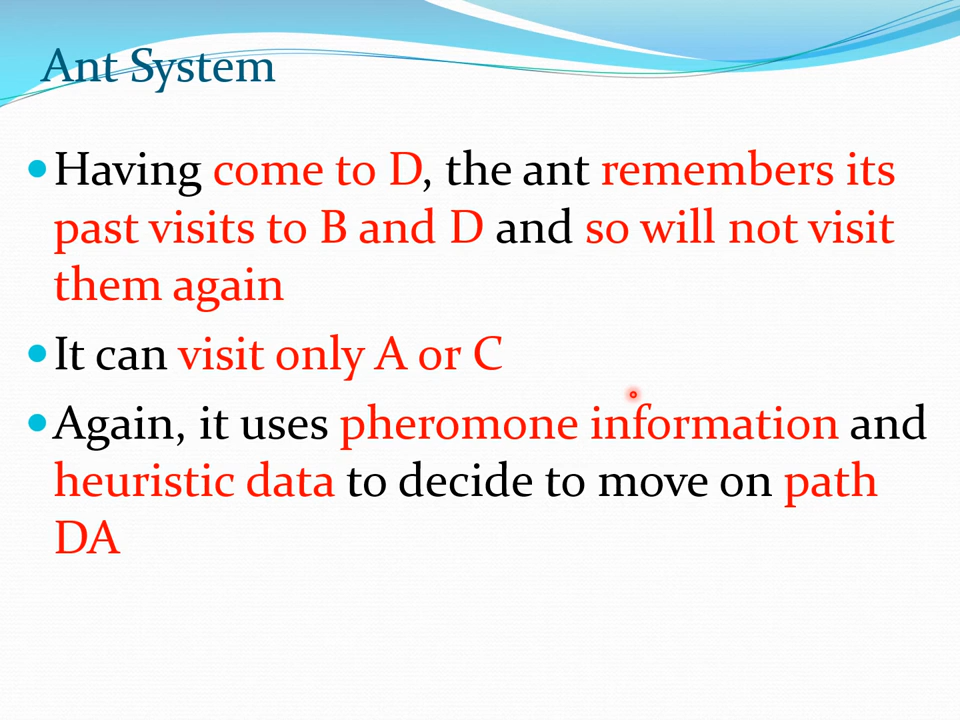 Ant System
Having come to D, the ant remembers its
past visits to B and D and so will not visit
them again
It can visit only A or C
Again, it uses pheromone information and
heuristic data to decide to move on path
DA